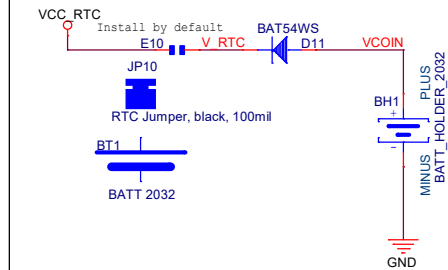 VCC_RTC
Install by default
E10
V_RTC
BAT54WS
D11
VCOIN
JP10
RTC Jumper, black, 100mil
BT1
BATT 2032
BH1
+
-
PLUS
MINUS
BATT_HOLDER_2032
GND